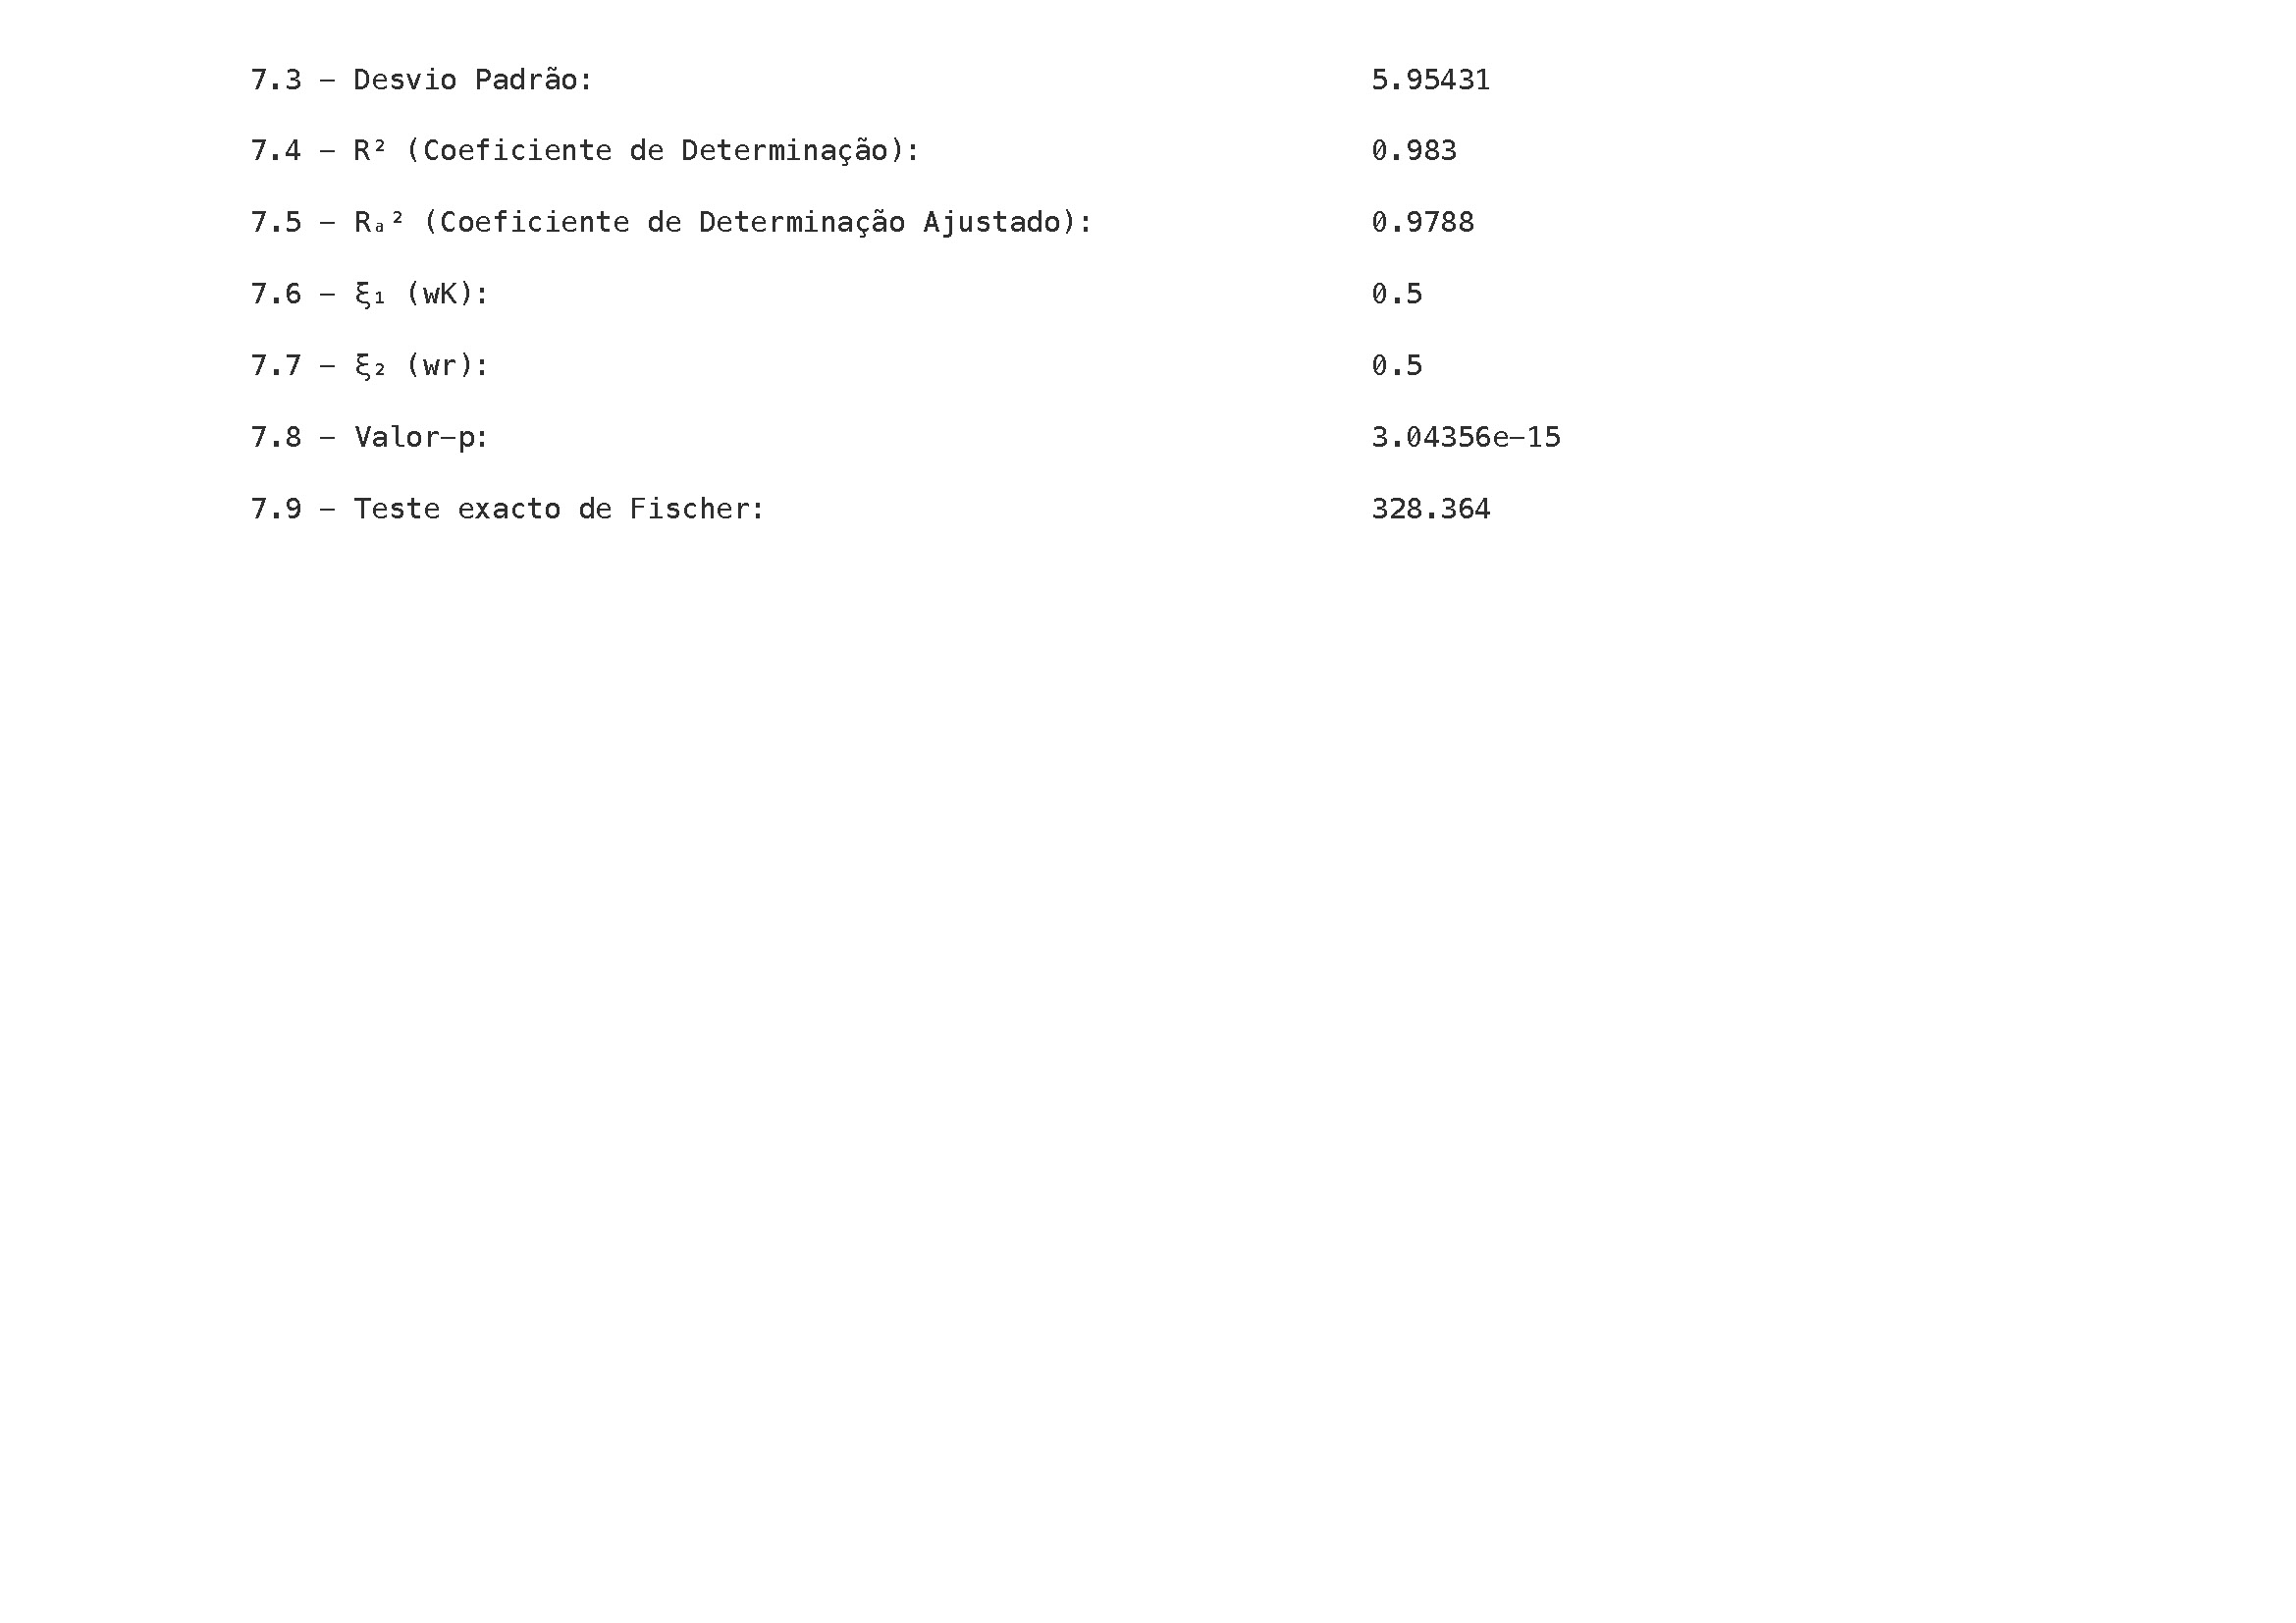 7.3 − Desvio Padrão: 5.95431
7.4 − R² (Coeficiente de Determinação): 0.983
7.5 − Rₐ² (Coeficiente de Determinação Ajustado): 0.9788
7.6 − ξ₁ (wK): 0.5
7.7 − ξ₂ (wr): 0.5
7.8 − Valor−p: 3.04356e−15
7.9 − Teste exacto de Fischer: 328.364